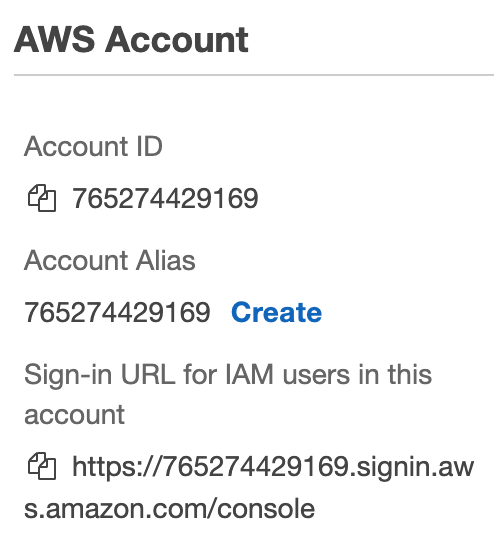 AWS Account
Account ID
765274429169
Account Alias
765274429169 Create
Sign-in URL for IAM users in this
account
https://765274429169.signin.aw
s.amazon.com/console